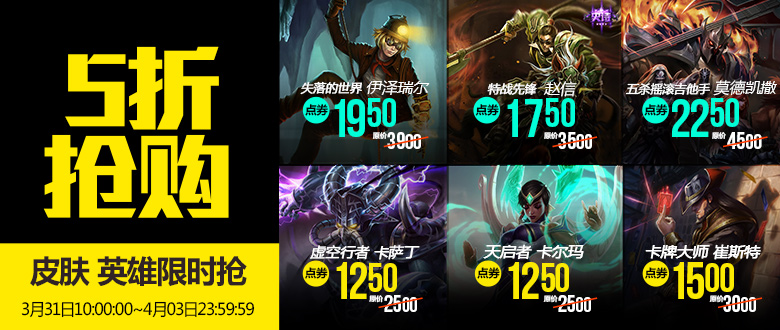 5折
抢购
皮肤 英雄限时抢
3月31日10:00:00~4月03日23:59:59
失落的世界 伊泽瑞尔
点券 1950
原价 3900
特战先锋 赵信
点券 1750
原价 3500
五杀摇滚吉他手 莫德凯撒
点券 2250
原价 4500
虚空行者 卡萨丁
点券 1250
原价 2500
天启者 卡尔玛
点券 1250
原价 2500
卡牌大师 崔斯特
点券 1500
原价 3000